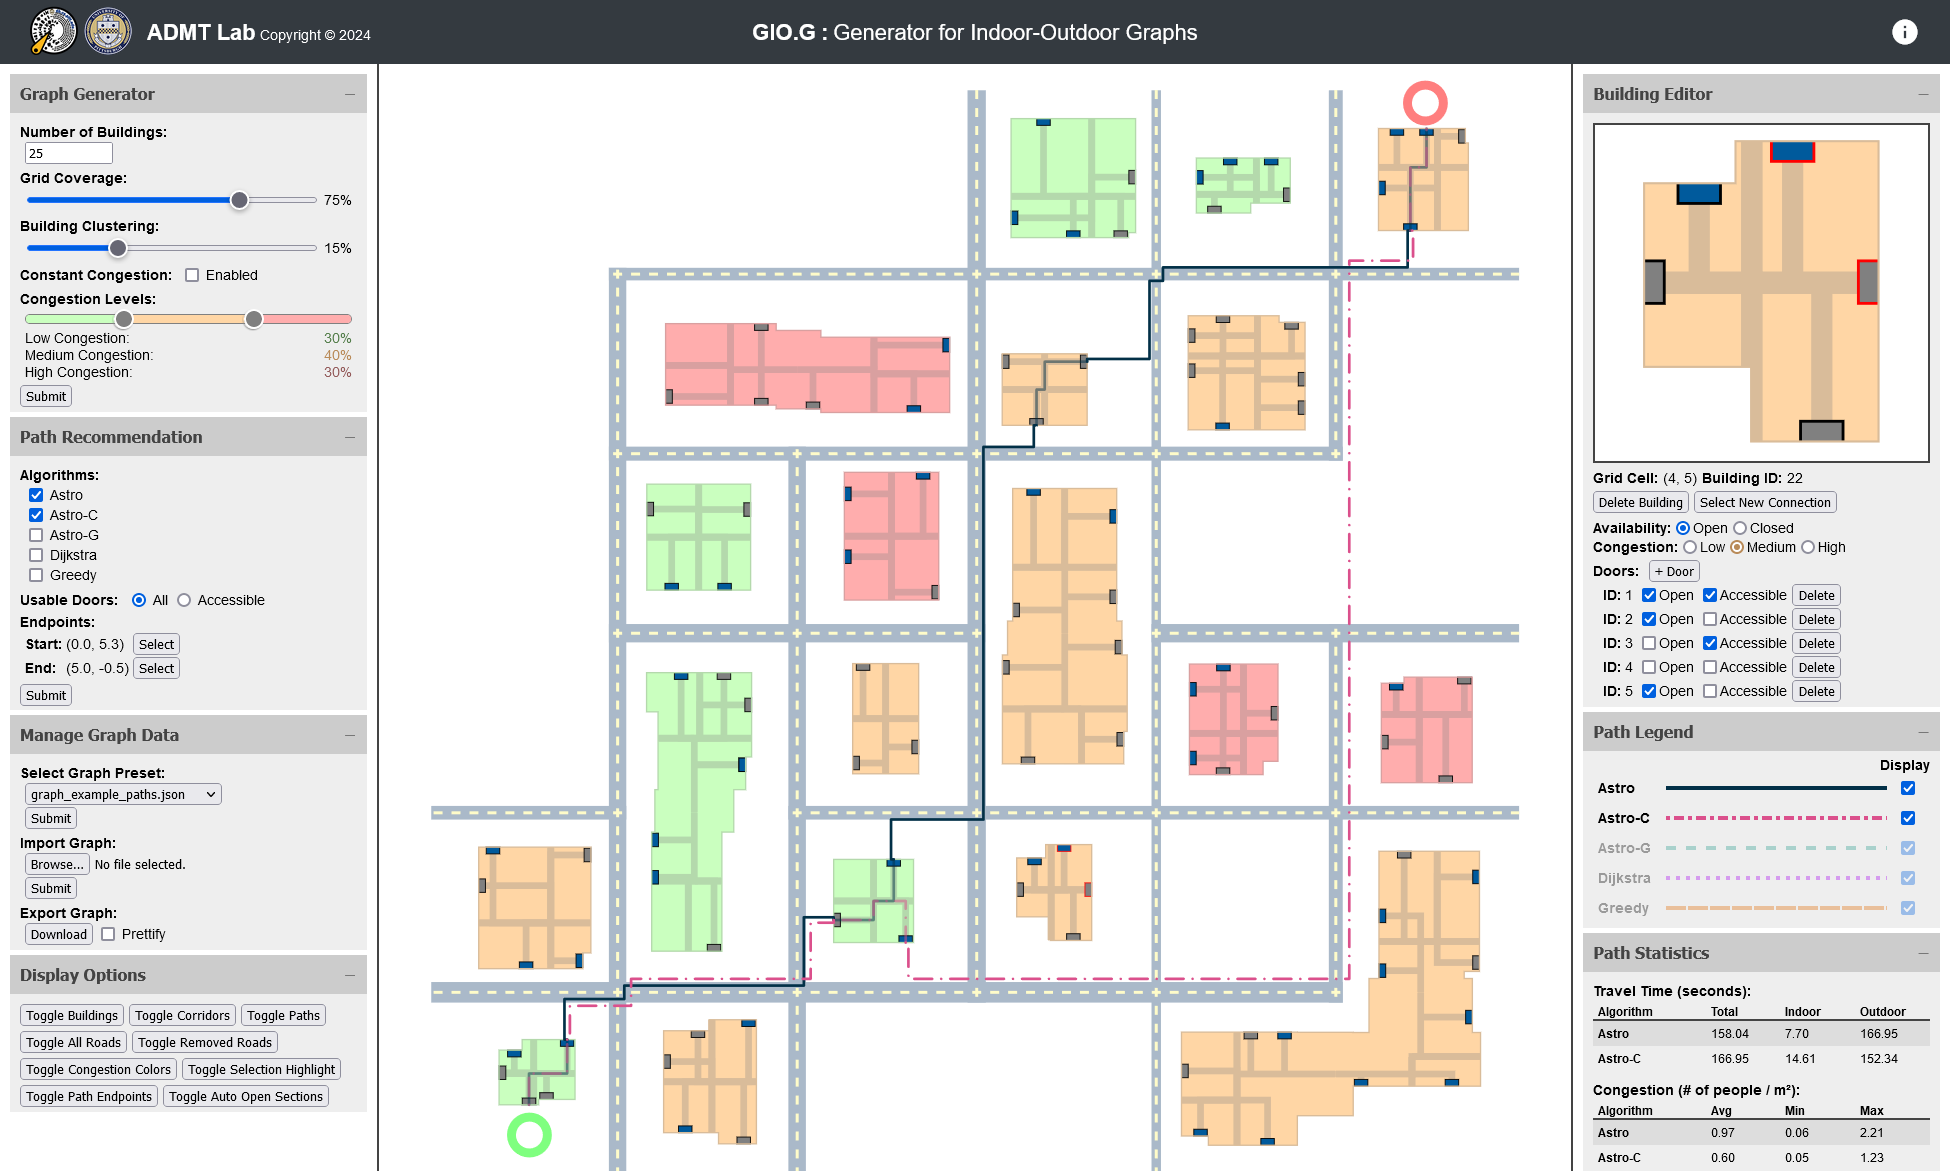 ADMT Lab Copyright © 2024
GIO.G : Generator for Indoor-Outdoor Graphs
Graph Generator
Number of Buildings:
25
Grid Coverage:
75%
Building Clustering:
15%
Constant Congestion: Enabled
Congestion Levels:
Low Congestion: 30%
Medium Congestion: 40%
High Congestion: 30%
Submit
Path Recommendation
Algorithms:
Astro
Astro-C
Astro-G
Dijkstra
Greedy
Usable Doors: All Accessible
Endpoints:
Start: (0.0, 5.3) Select
End: (5.0, -0.5) Select
Submit
Manage Graph Data
Select Graph Preset:
graph_example_paths.json
Submit
Import Graph:
Browse... No file selected.
Submit
Export Graph:
Download Prettify
Display Options
Toggle Buildings Toggle Corridors Toggle Paths
Toggle All Roads Toggle Removed Roads
Toggle Congestion Colors Toggle Selection Highlight
Toggle Path Endpoints Toggle Auto Open Sections
Building Editor
Grid Cell: (4, 5) Building ID: 22
Delete Building Select New Connection
Availability: Open Closed
Congestion: Low Medium High
Doors: + Door
ID: 1 Open Accessible Delete
ID: 2 Open Accessible Delete
ID: 3 Open Accessible Delete
ID: 4 Open Accessible Delete
ID: 5 Open Accessible Delete
Path Legend
Display
Astro
Astro-C
Astro-G
Dijkstra
Greedy
Path Statistics
Travel Time (seconds):
Algorithm Total Indoor Outdoor
Astro 158.04 7.70 166.95
Astro-C 166.95 14.61 152.34
Congestion (# of people / m²):
Algorithm Avg Min Max
Astro 0.97 0.06 2.21
Astro-C 0.60 0.05 1.23